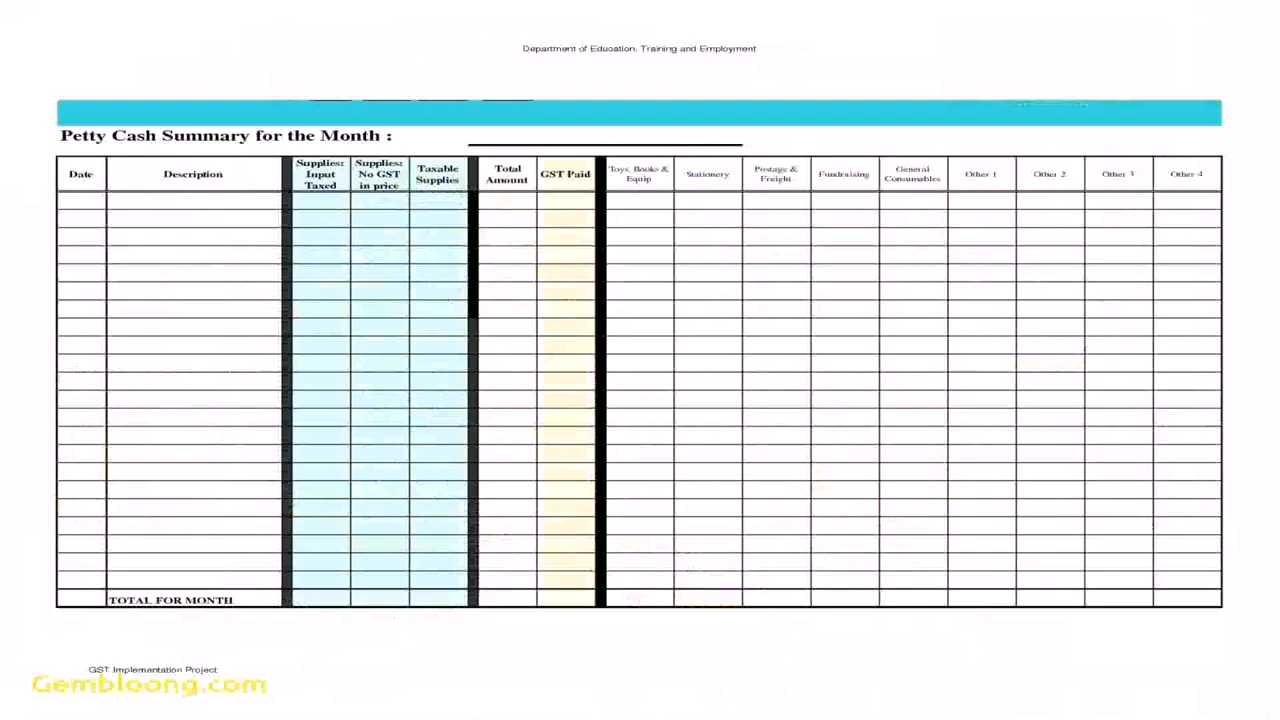 Department of Education, Training and Employment
Petty Cash Summary for the Month :
Date Description Supplies: Input Taxed Supplies: No GST in price Taxable Supplies Total Amount GST Paid Toys, Books & Equip Stationery Postage & Freight Fundraising General Consumables Other 1 Other 2 Other 3 Other 4
TOTAL FOR MONTH
GST Implemantation Project
Gembloong.com